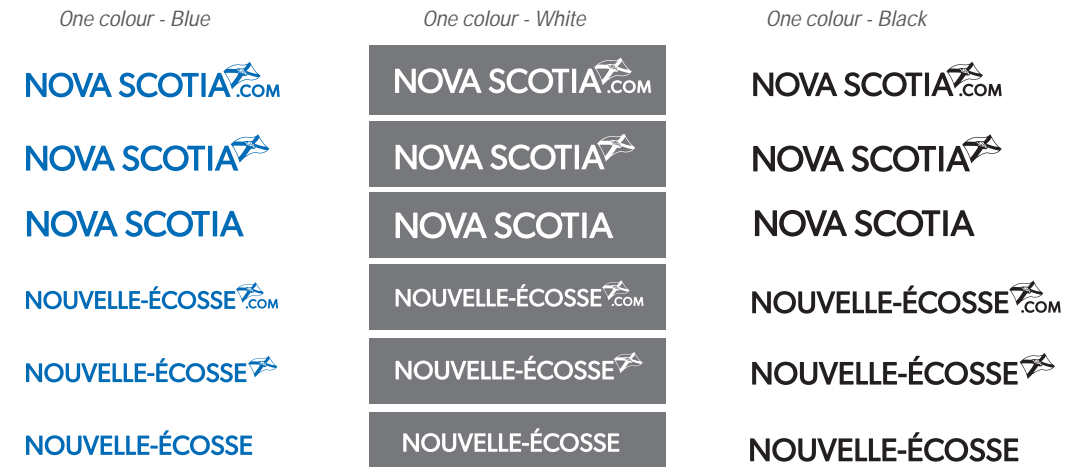 One colour - Blue
One colour - White
One colour - Black
NOVA SCOTIA.COM
NOVA SCOTIA.COM
NOVA SCOTIA.COM
NOVA SCOTIA
NOVA SCOTIA
NOVA SCOTIA
NOVA SCOTIA
NOVA SCOTIA
NOVA SCOTIA
NOUVELLE-ÉCOSSE.COM
NOUVELLE-ÉCOSSE.COM
NOUVELLE-ÉCOSSE.COM
NOUVELLE-ÉCOSSE
NOUVELLE-ÉCOSSE
NOUVELLE-ÉCOSSE
NOUVELLE-ÉCOSSE
NOUVELLE-ÉCOSSE
NOUVELLE-ÉCOSSE